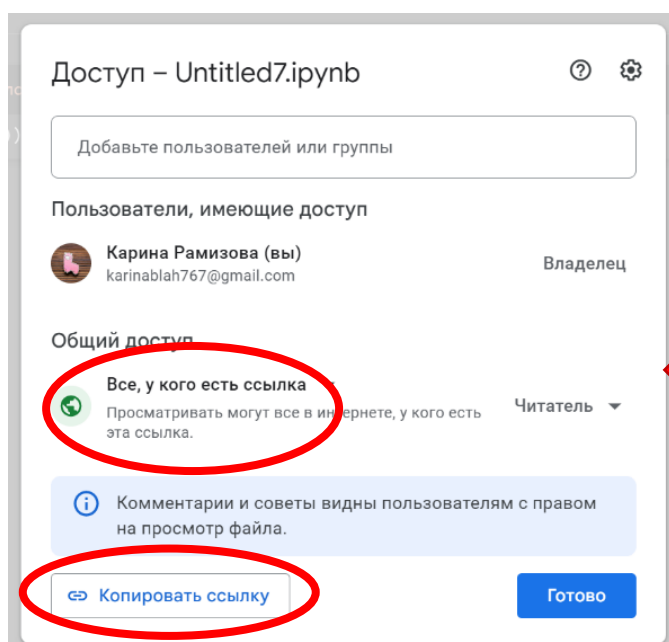 Доступ – Untitled7.ipynb
Добавьте пользователей или группы
Пользователи, имеющие доступ
Карина Рамизова (вы)
karinablah767@gmail.com
Владелец
Общий доступ
Все, у кого есть ссылка
Просматривать могут все в интернете, у кого есть
эта ссылка.
Читатель
Комментарии и советы видны пользователям с правом
на просмотр файла.
Копировать ссылку
Готово